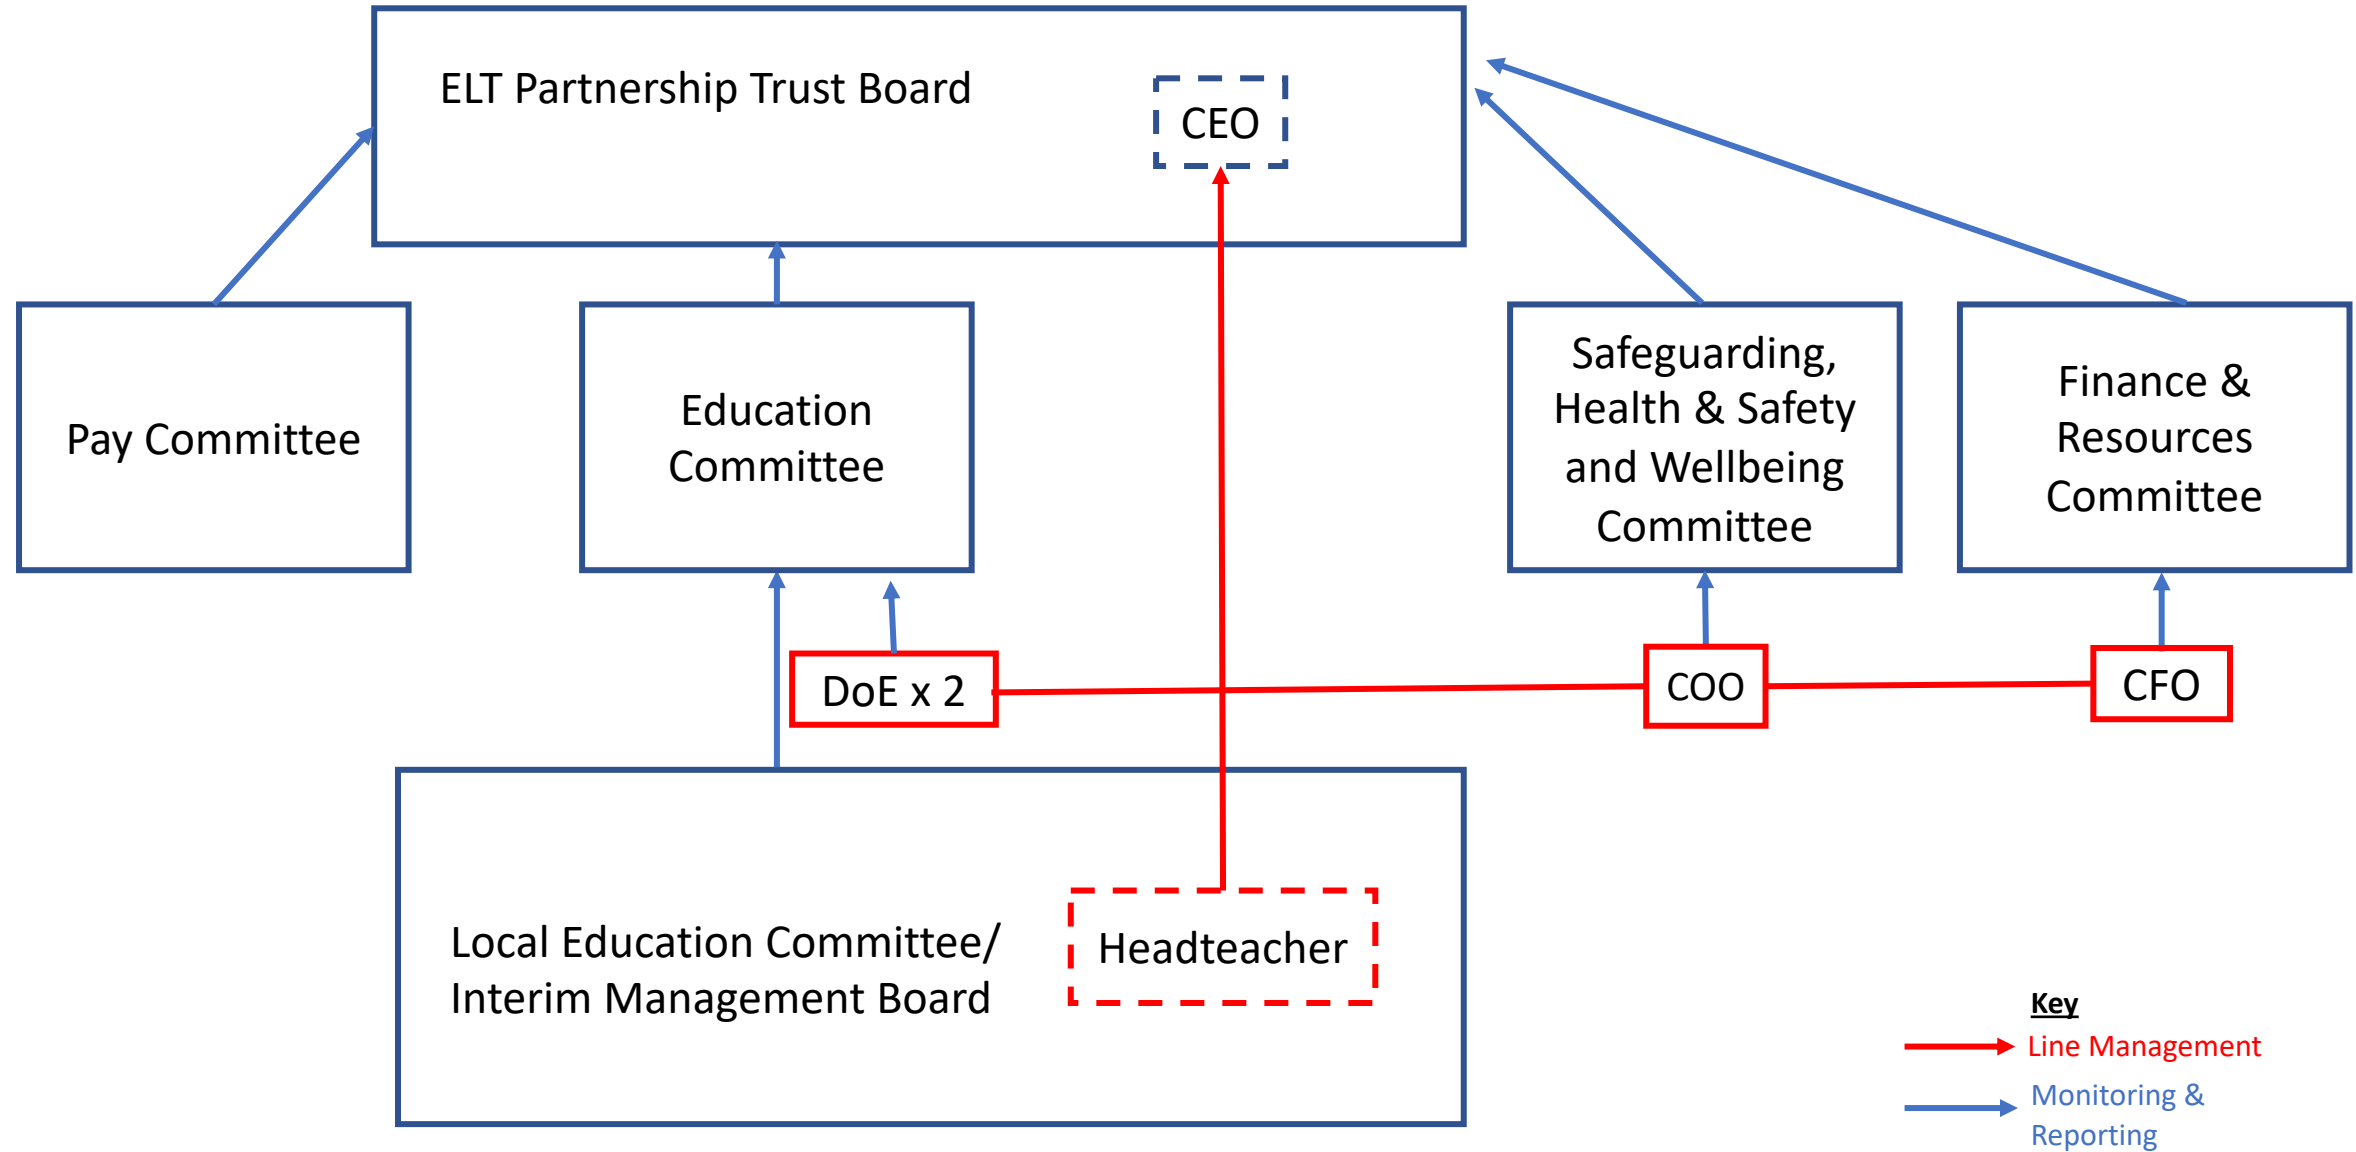 ELT Partnership Trust Board
CEO
Pay Committee
Education
Committee
Safeguarding,
Health & Safety
and Wellbeing
Committee
Finance &
Resources
Committee
DoE x 2
COO
CFO
Local Education Committee/
Interim Management Board
Headteacher
Key
Line Management
Monitoring &
Reporting